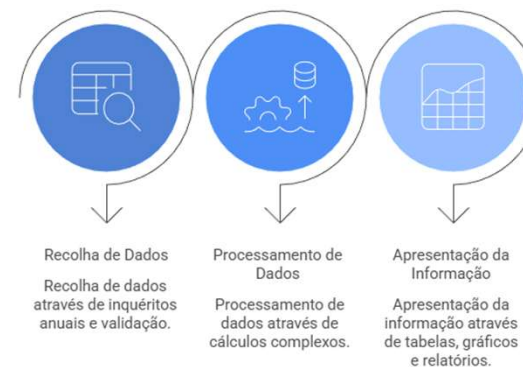 Recolha de Dados
Recolha de dados
através de inquéritos
anuais e validação.
Processamento de
Dados
Processamento de
dados através de
cálculos complexos.
Apresentação da
Informação
Apresentação da
informação através
de tabelas, gráficos
e relatórios.